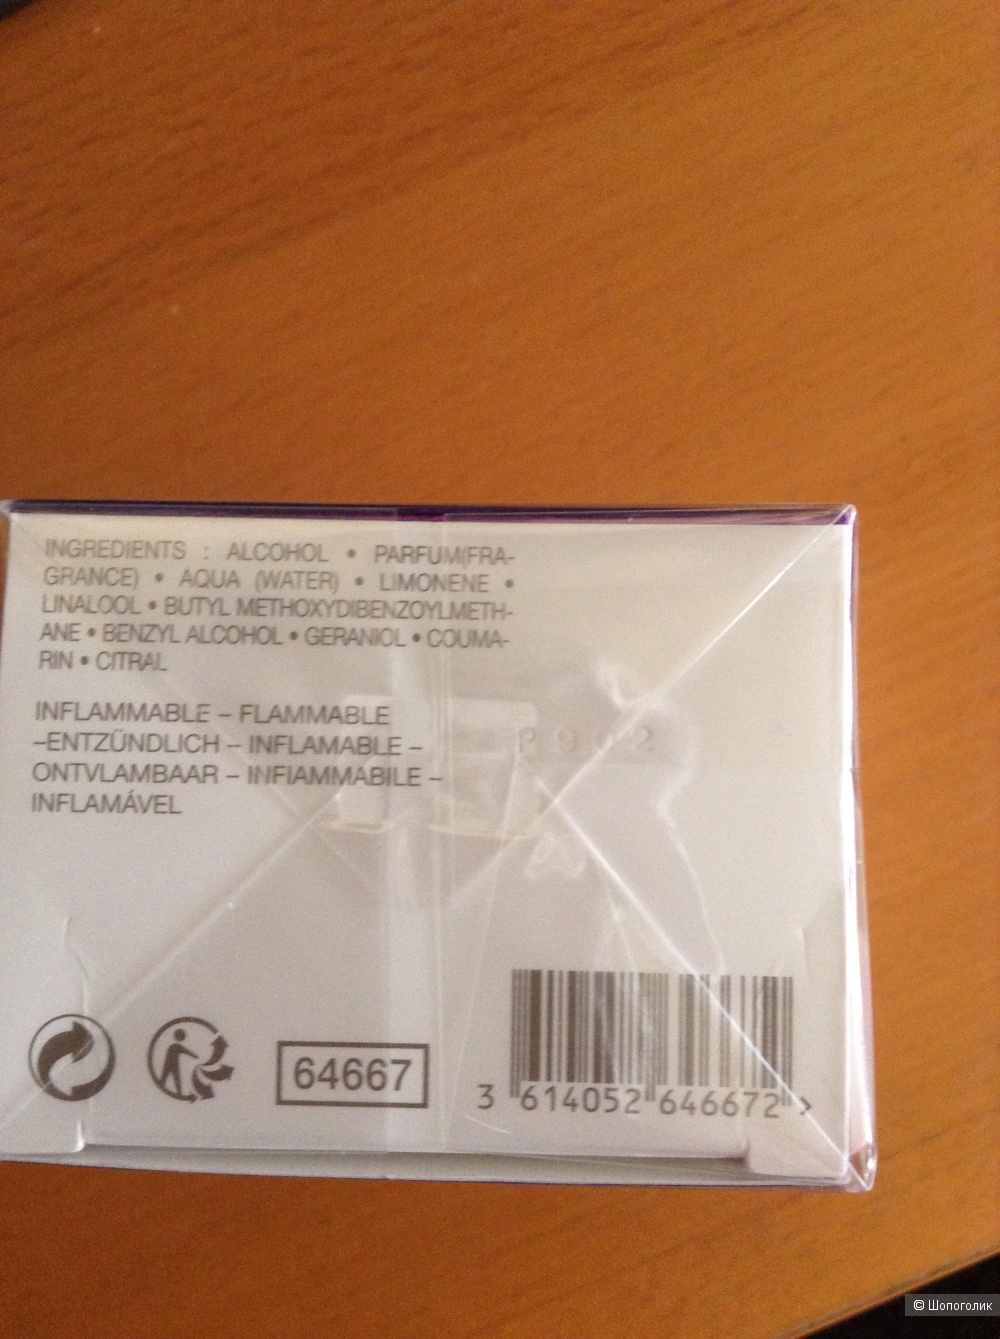 INGREDIENTS : ALCOHOL • PARFUM(FRA-
GRANCE) • AQUA (WATER) • LIMONENE •
LINALOOL • BUTYL METHOXYDIBENZOYLMETH-
ANE • BENZYL ALCOHOL • GERANIOL • COUMA-
RIN • CITRAL
INFLAMMABLE – FLAMMABLE
–ENTZÜNDLICH – INFLAMABLE –
ONTVLAMBAAR – INFIAMMABILE –
INFLAMÁVEL
64667
3 614052 646672 >
© Шопоголик